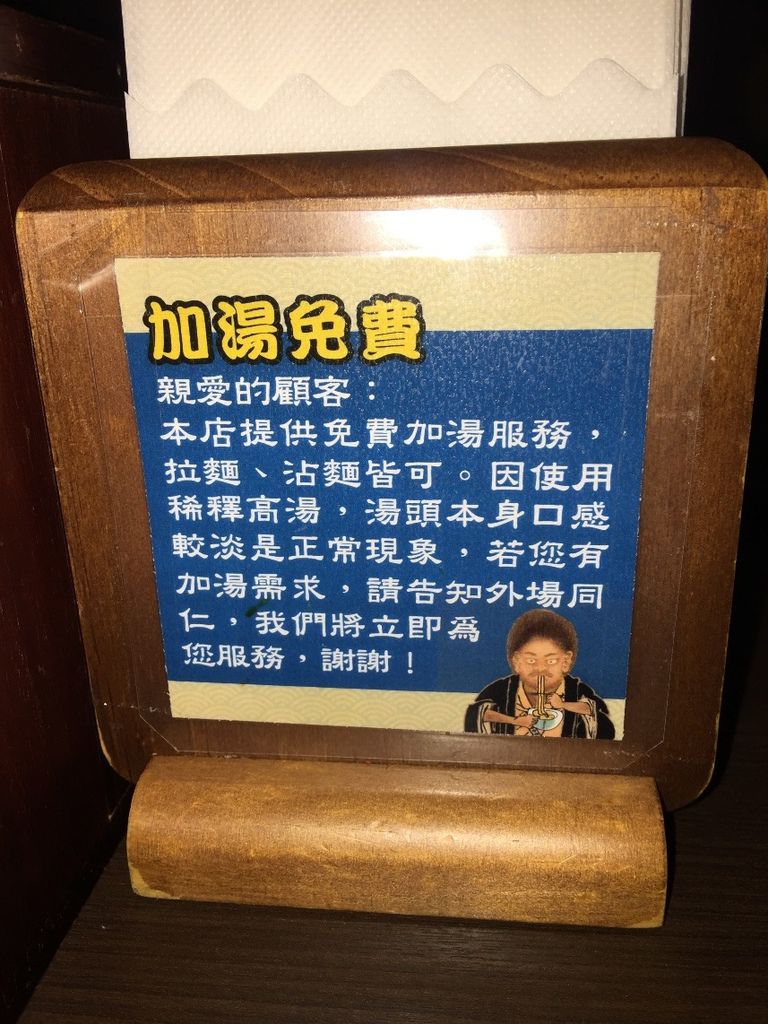 加湯免費
親愛的顧客：
本店提供免費加湯服務，
拉麵、沾麵皆可。因使用
稀釋高湯，湯頭本身口感
較淡是正常現象，若您有
加湯需求，請告知外場同
仁，我們將立即為
您服務，謝謝！